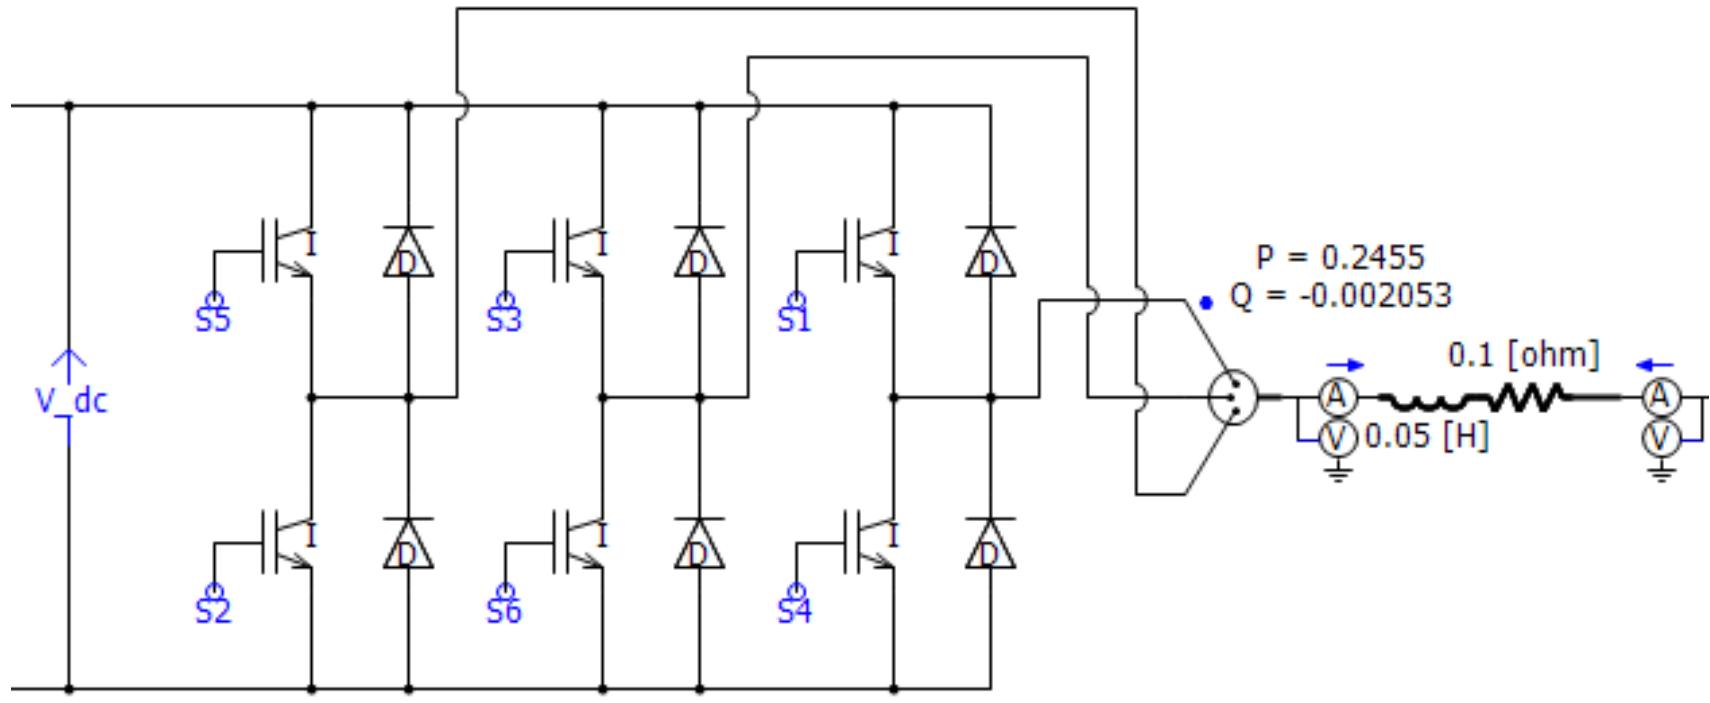 P = 0.2455
Q = -0.002053
I
D
I
D
I
D
S5
S3
S1
0.1 [ohm]
V_dc
A
A
V
0.05 [H]
V
I
D
I
D
I
D
S2
S6
S4